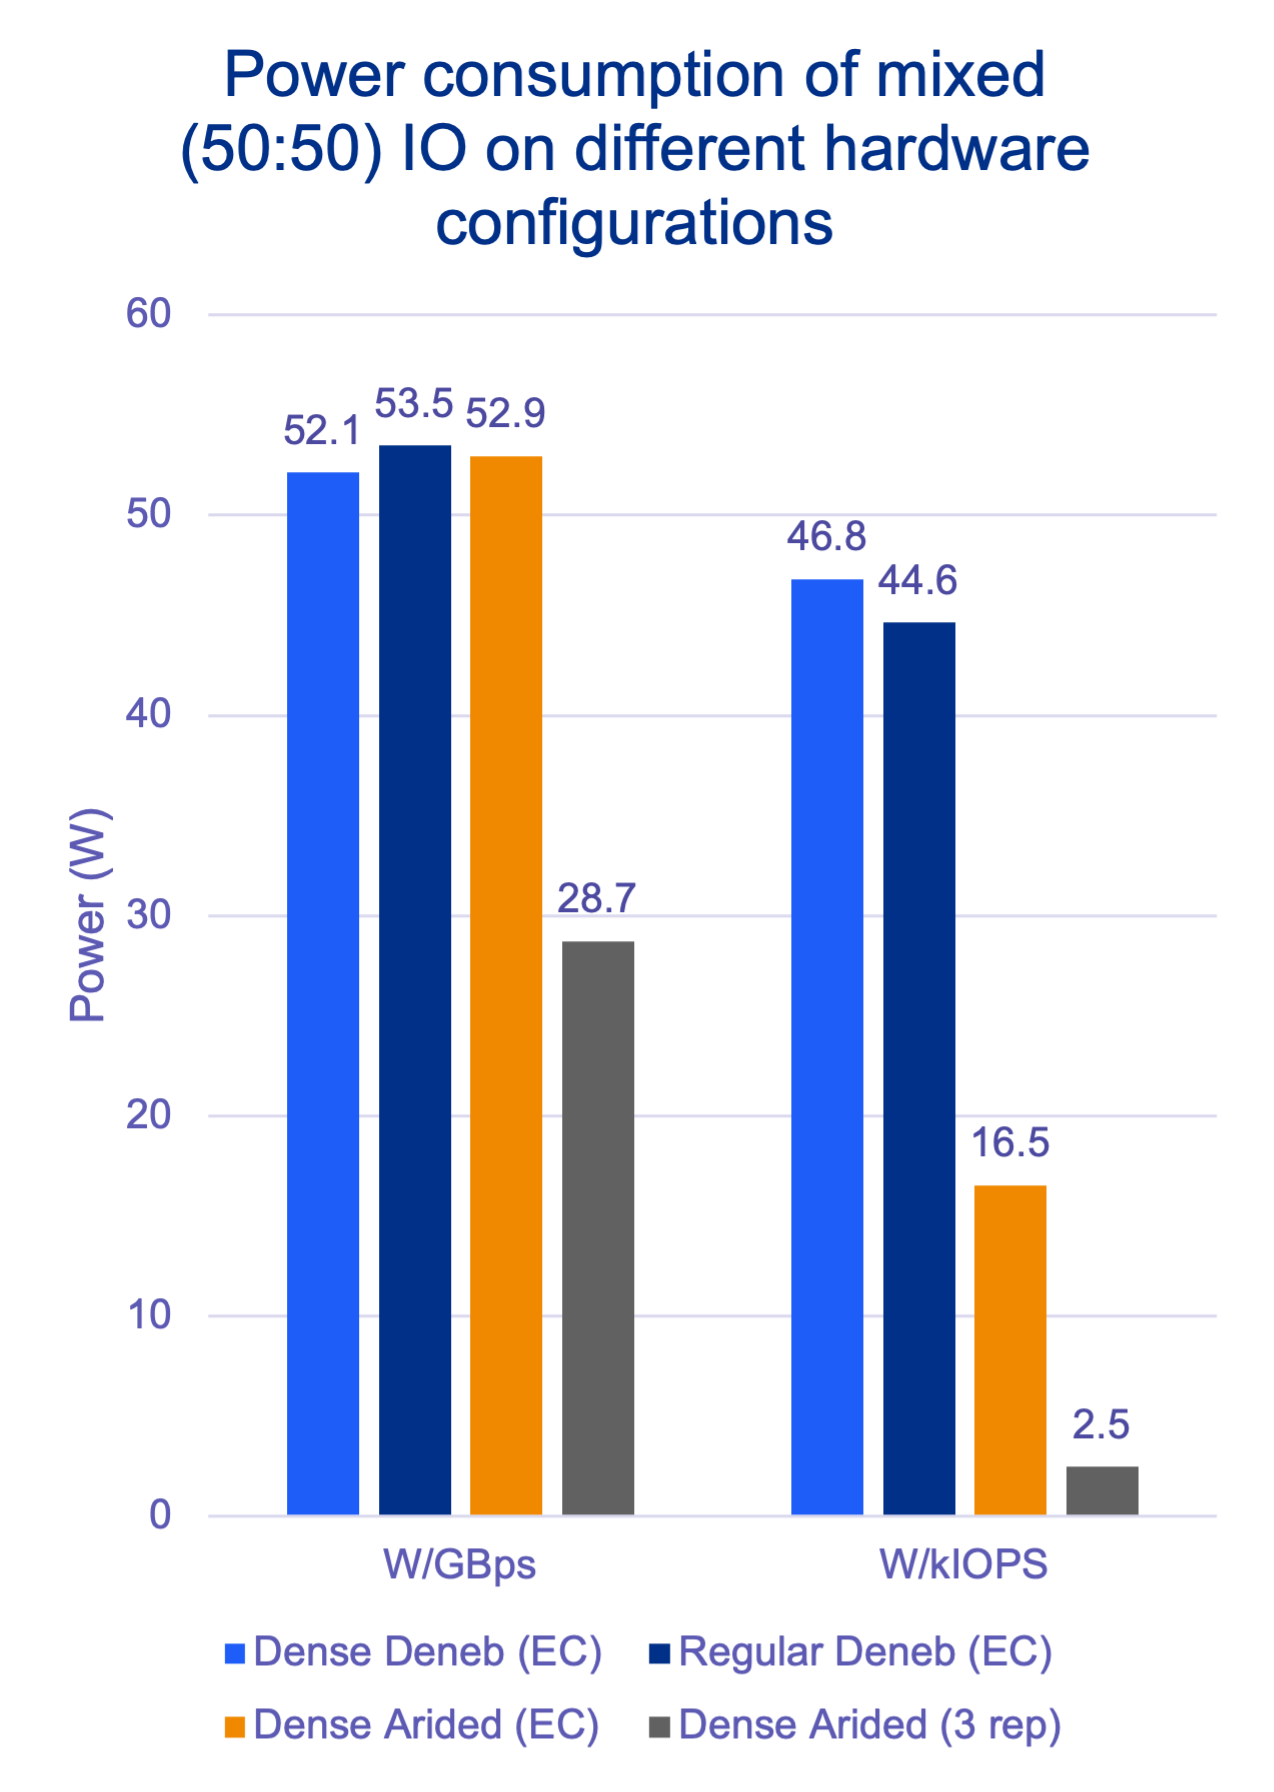 Power consumption of mixed
(50:50) IO on different hardware
configurations
60
50
40
30
20
10
0
Power (W)
52.1
53.5
52.9
28.7
46.8
44.6
16.5
2.5
W/GBps
W/kIOPS
Dense Deneb (EC)
Regular Deneb (EC)
Dense Arided (EC)
Dense Arided (3 rep)